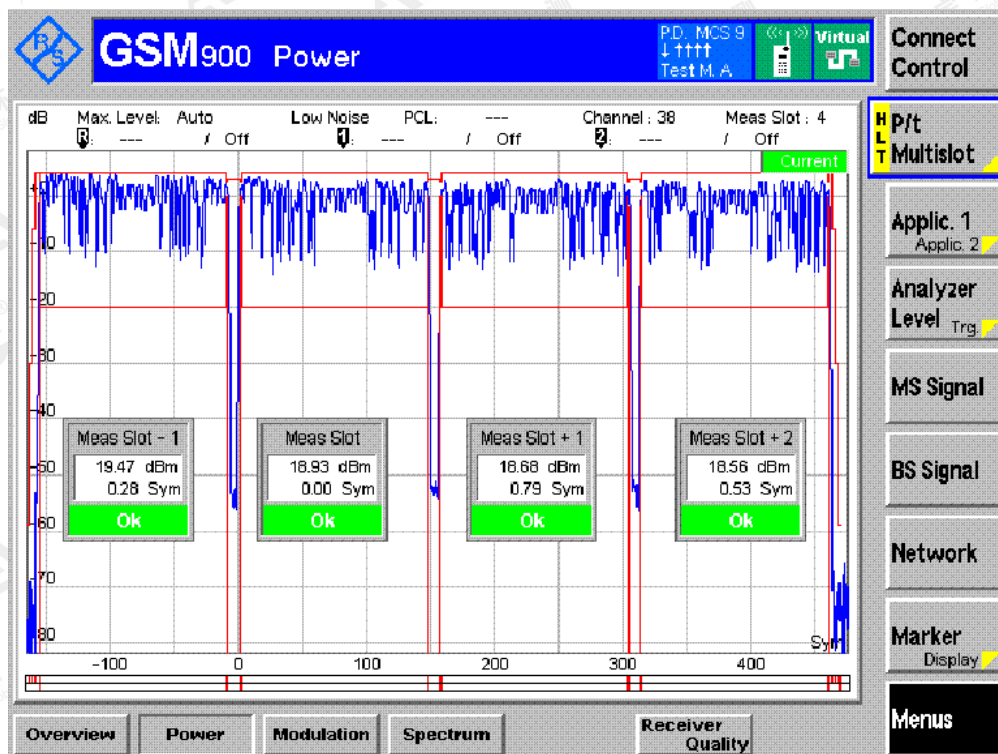 R/S
GSM900 Power
P.D. MCS 9
↓ ↑↑↑↑
Test M. A
Virtual
Connect
Control
dB Max. Level: Auto Low Noise PCL: --- Channel : 38 Meas Slot : 4
R: --- / Off 1: --- / Off 2: --- / Off
H
L
T
P/t
Multislot
Current
Applic. 1
Applic. 2
Analyzer
Level Trg.
MS Signal
BS Signal
Network
Marker
Display
Menus
-10
-20
-30
-40
-50
-60
-70
-80
Meas Slot - 1
19.47 dBm
0.28 Sym
Ok
Meas Slot
18.93 dBm
0.00 Sym
Ok
Meas Slot + 1
18.68 dBm
0.79 Sym
Ok
Meas Slot + 2
18.56 dBm
0.53 Sym
Ok
Sym
-100 0 100 200 300 400
Overview Power Modulation Spectrum Receiver
Quality